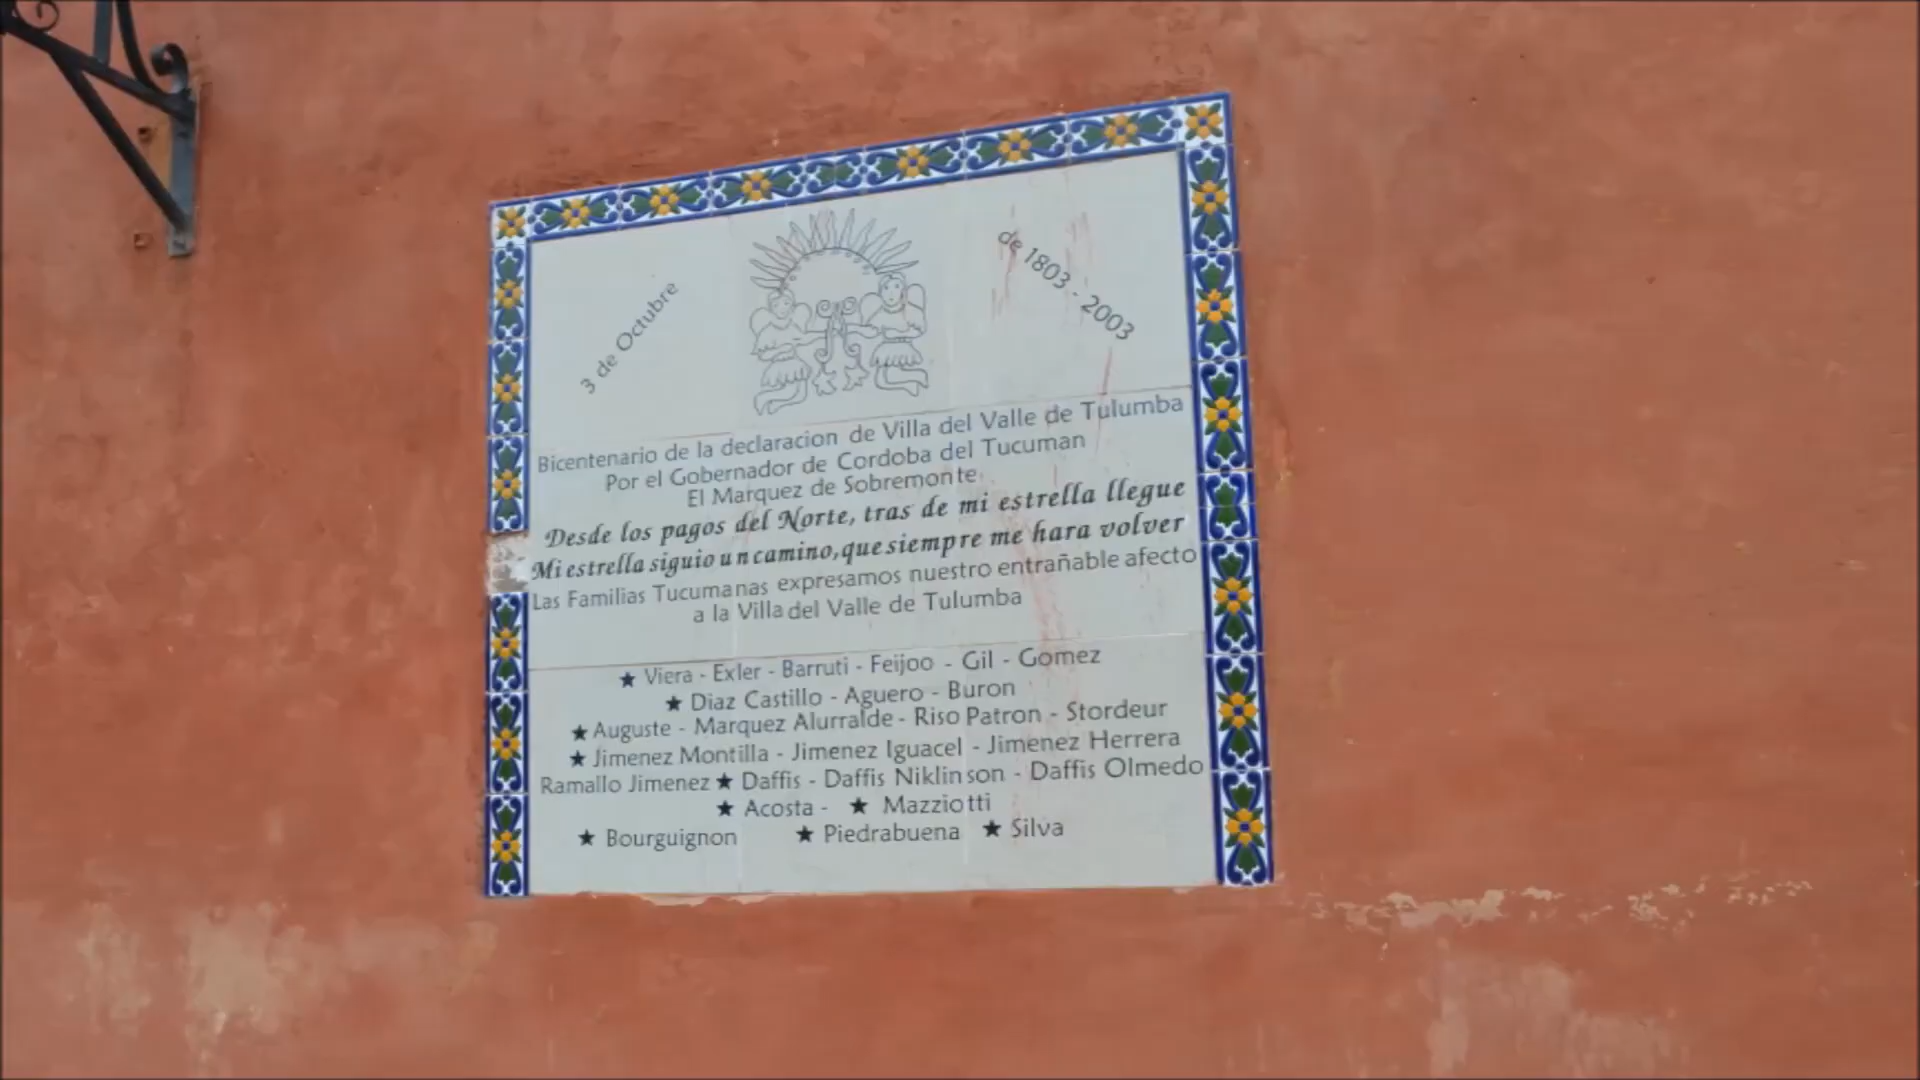 3 de Octubre
de 1803 - 2003
Bicentenario de la declaracion de Villa del Valle de Tulumba
Por el Gobernador de Cordoba del Tucuman
El Marquez de Sobremonte
Desde los pagos del Norte, tras de mi estrella llegue
Mi estrella siguio un camino, que siempre me hara volver
Las Familias Tucumanas expresamos nuestro entrañable afecto
a la Villa del Valle de Tulumba
★ Viera - Exler - Barruti - Feijoo - Gil - Gomez
★ Diaz Castillo - Aguero - Buron
★ Auguste - Marquez Alurralde - Riso Patron - Stordeur
★ Jimenez Montilla - Jimenez Iguacel - Jimenez Herrera
Ramallo Jimenez ★ Daffis - Daffis Niklinson - Daffis Olmedo
★ Acosta - ★ Mazziotti
★ Bourguignon ★ Piedrabuena ★ Silva